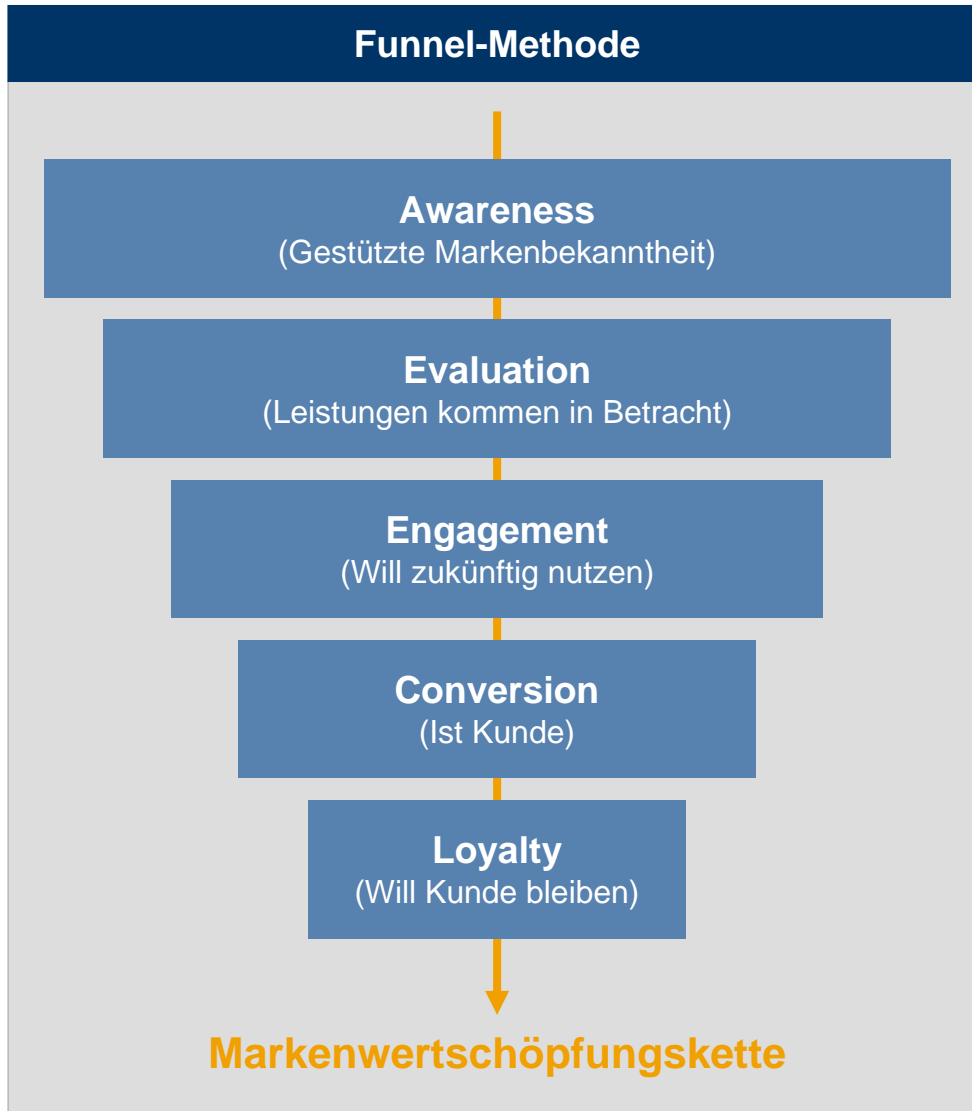 Funnel-Methode
Awareness
(Gestützte Markenbekanntheit)
Evaluation
(Leistungen kommen in Betracht)
Engagement
(Will zukünftig nutzen)
Conversion
(Ist Kunde)
Loyalty
(Will Kunde bleiben)
Markenwertschöpfungskette